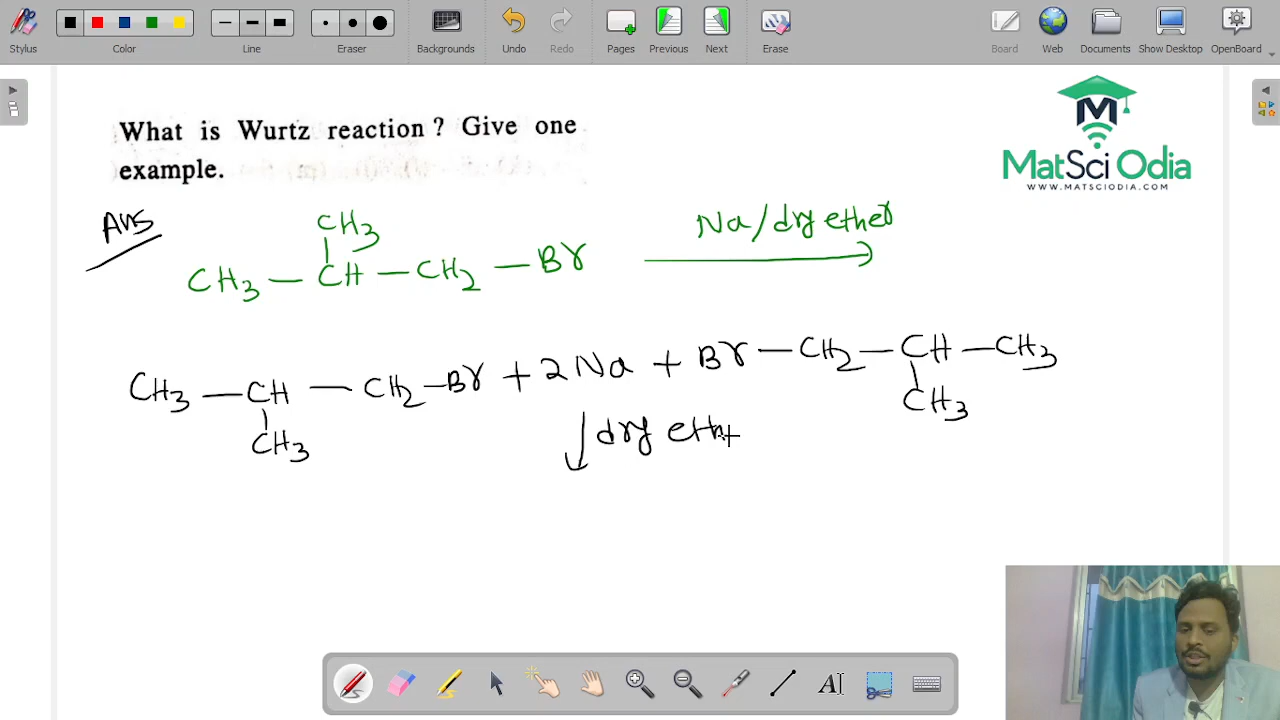 Stylus Color Line Eraser Backgrounds Undo Redo Pages Previous Next Erase Board Web Documents Show Desktop OpenBoard
What is Wurtz reaction ? Give one
example.
M
MatSci Odia
WWW.MATSCIODIA.COM
Ans
CH3
CH3 — CH — CH2 — Br
Na/dry ether
CH3 — CH — CH2 — Br + 2Na + Br — CH2 — CH — CH3
CH3
CH3
dry eth